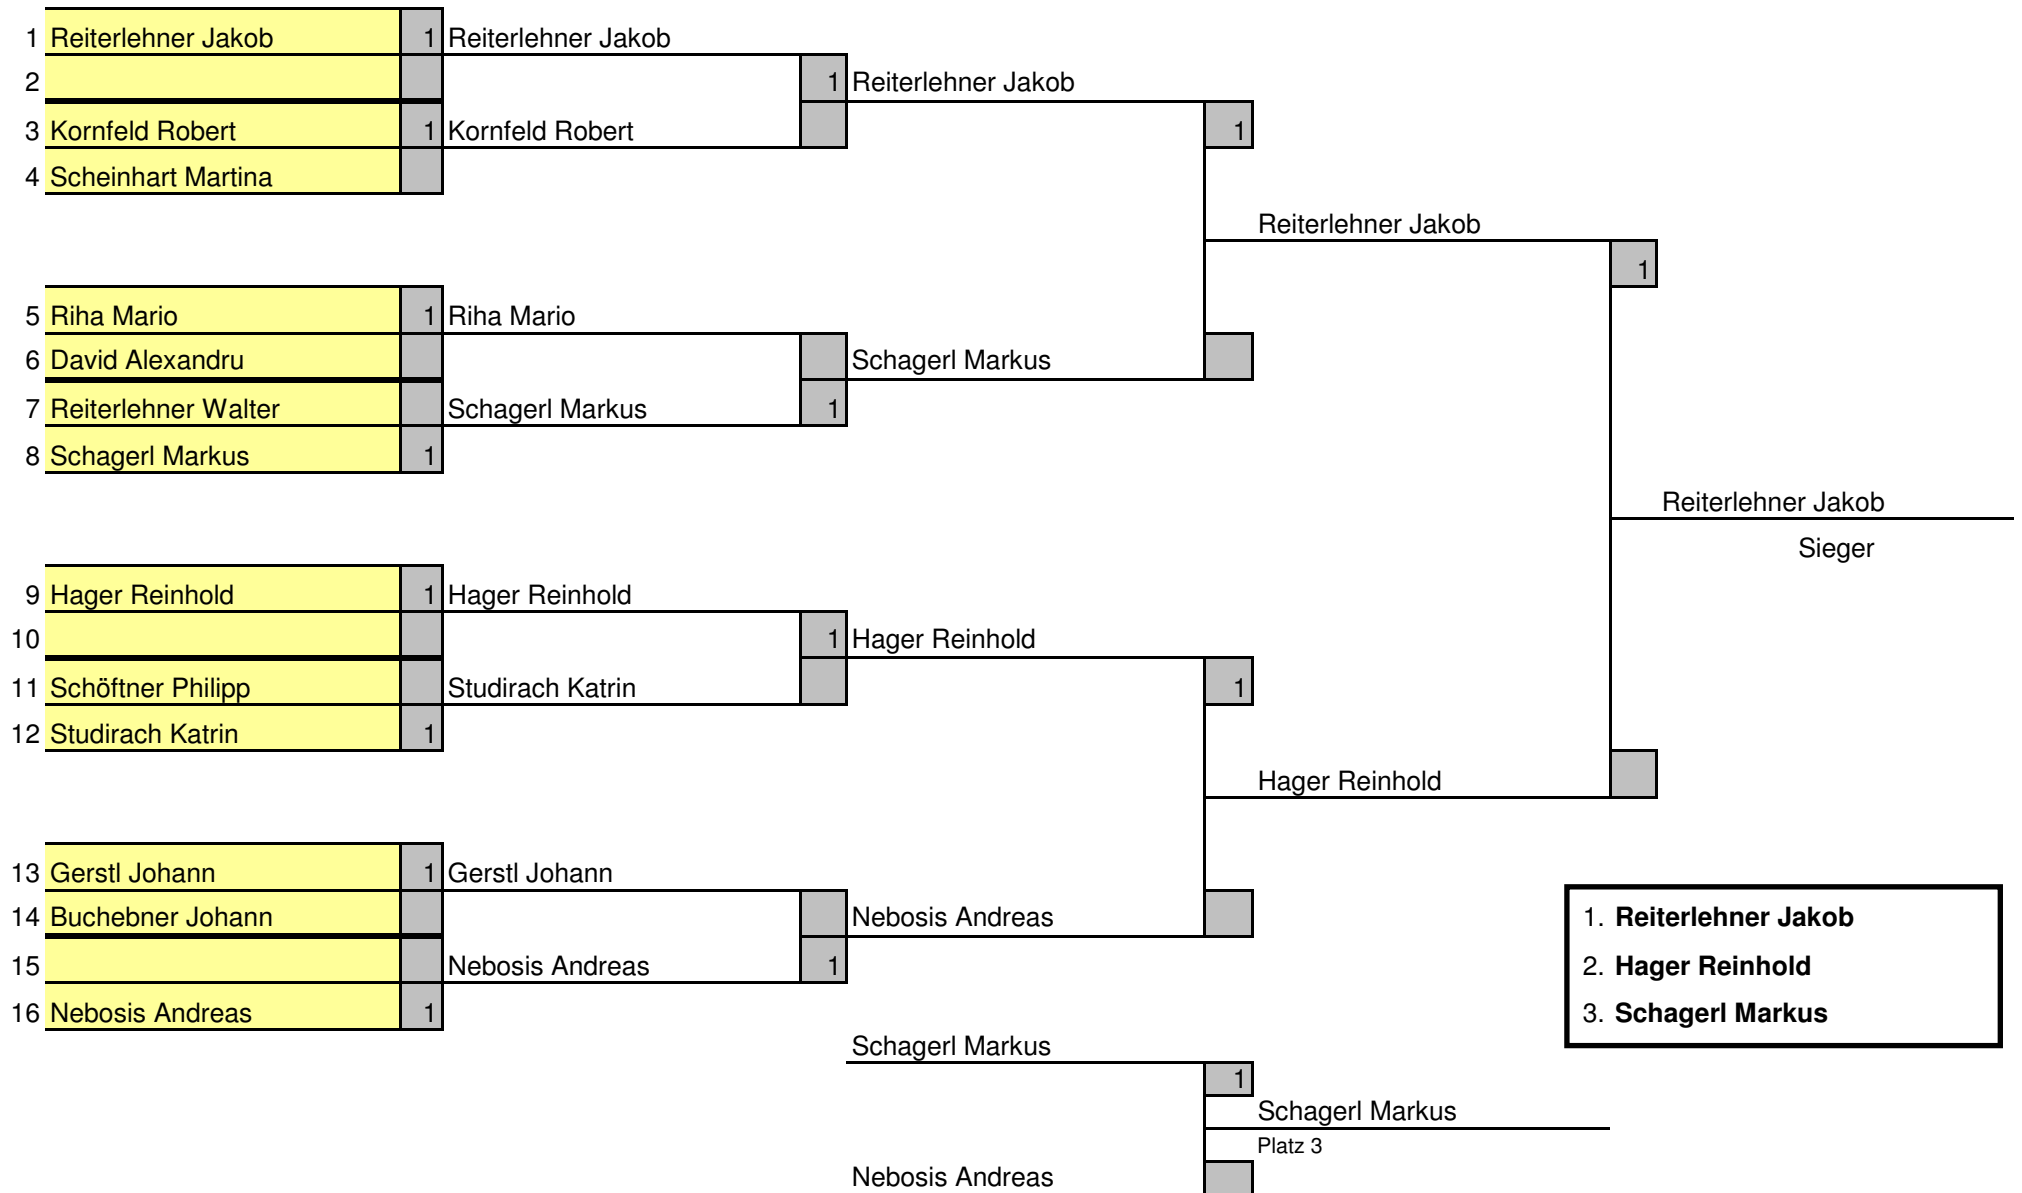 1 Reiterlehner Jakob 1 Reiterlehner Jakob
2 1 Reiterlehner Jakob
3 Kornfeld Robert 1 Kornfeld Robert 1
4 Scheinhart Martina
Reiterlehner Jakob
1
5 Riha Mario 1 Riha Mario
6 David Alexandru Schagerl Markus
7 Reiterlehner Walter Schagerl Markus 1
8 Schagerl Markus 1
Reiterlehner Jakob
Sieger
9 Hager Reinhold 1 Hager Reinhold
10 1 Hager Reinhold
11 Schöftner Philipp Studirach Katrin 1
12 Studirach Katrin 1
Hager Reinhold
13 Gerstl Johann 1 Gerstl Johann
14 Buchebner Johann Nebosis Andreas 1. Reiterlehner Jakob
15 Nebosis Andreas 1 2. Hager Reinhold
16 Nebosis Andreas 1 3. Schagerl Markus
Schagerl Markus
1
Schagerl Markus
Platz 3
Nebosis Andreas